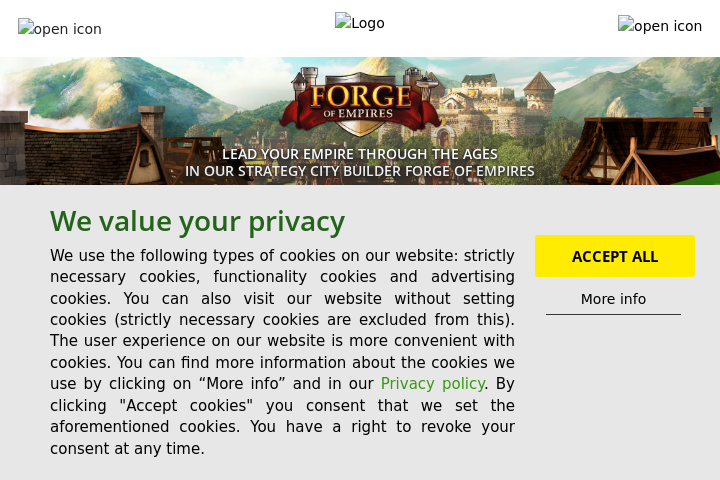 open icon
Logo
open icon
FORGE
OF EMPIRES
LEAD YOUR EMPIRE THROUGH THE AGES
IN OUR STRATEGY CITY BUILDER FORGE OF EMPIRES
We value your privacy
We use the following types of cookies on our website: strictly
necessary cookies, functionality cookies and advertising
cookies. You can also visit our website without setting
cookies (strictly necessary cookies are excluded from this).
The user experience on our website is more convenient with
cookies. You can find more information about the cookies we
use by clicking on “More info” and in our Privacy policy. By
clicking "Accept cookies" you consent that we set the
aforementioned cookies. You have a right to revoke your
consent at any time.
ACCEPT ALL
More info